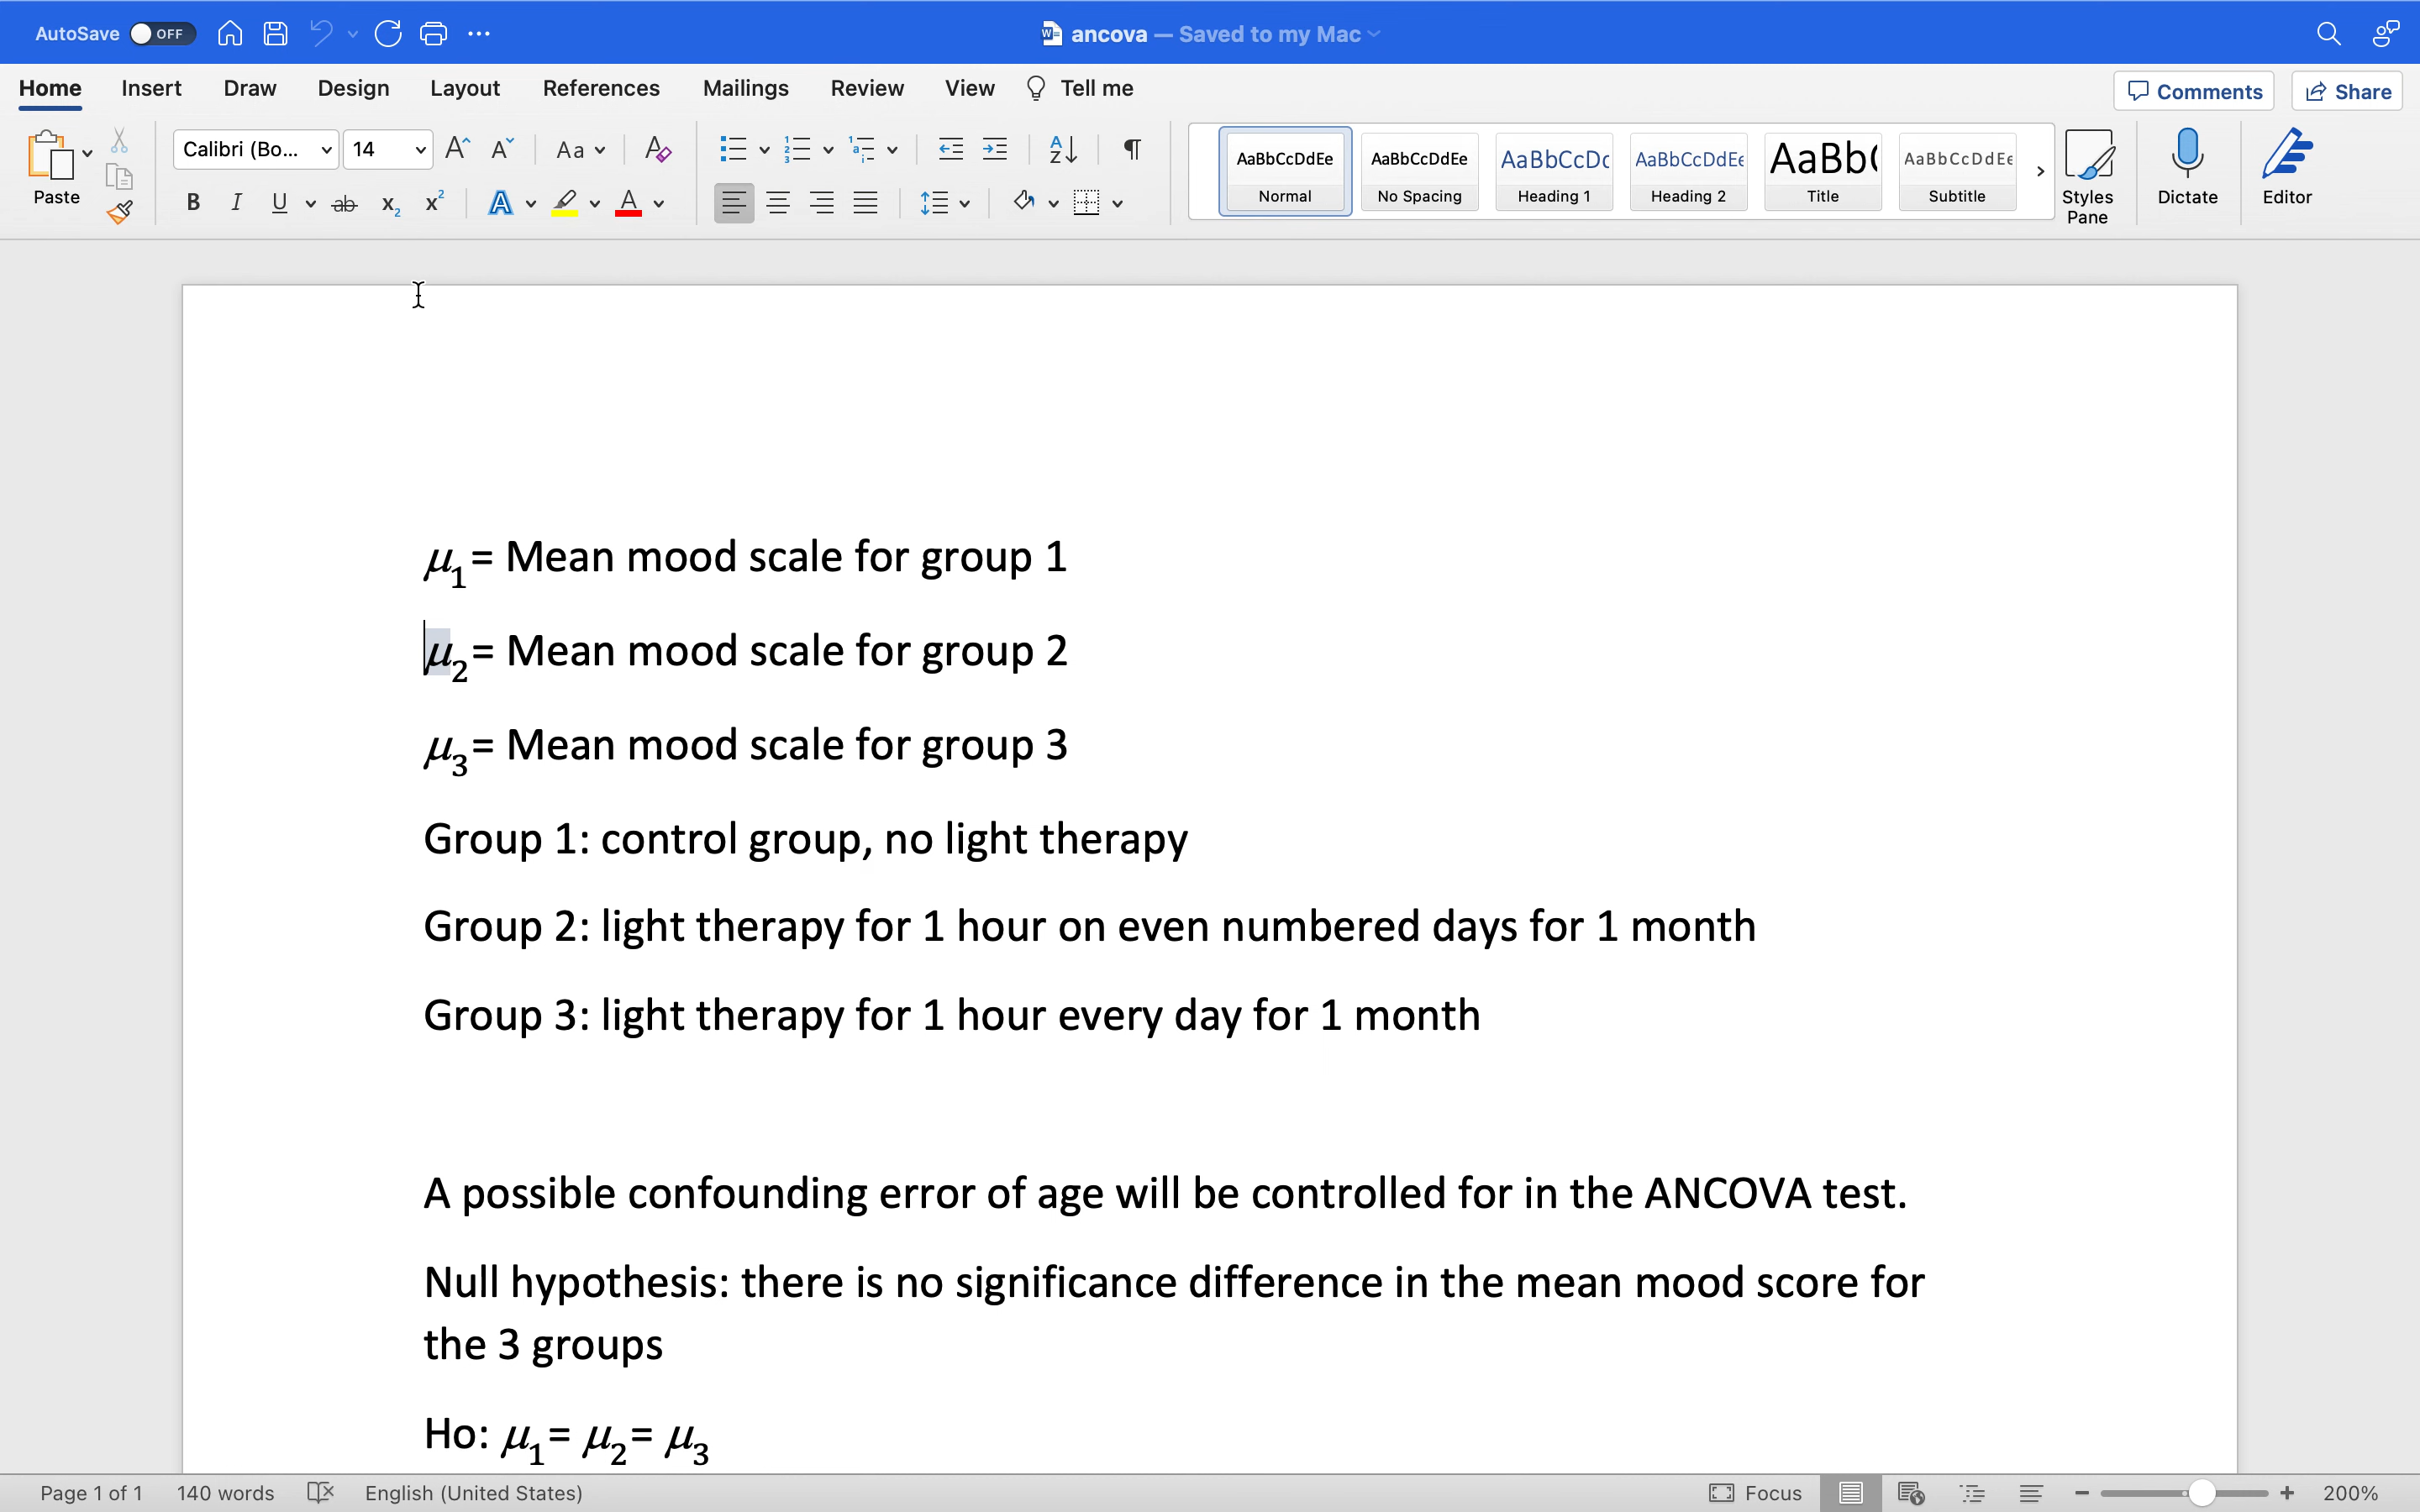 AutoSave OFF ancova — Saved to my Mac
Home Insert Draw Design Layout References Mailings Review View Tell me Comments Share
Paste Calibri (Bo... 14 Aa AaBbCcDdEe AaBbCcDdEe AaBbCcDc AaBbCcDdEe AaBb( AaBbCcDdEe
Normal No Spacing Heading 1 Heading 2 Title Subtitle Styles Pane Dictate Editor
μ₁= Mean mood scale for group 1
μ₂= Mean mood scale for group 2
μ₃= Mean mood scale for group 3
Group 1: control group, no light therapy
Group 2: light therapy for 1 hour on even numbered days for 1 month
Group 3: light therapy for 1 hour every day for 1 month
A possible confounding error of age will be controlled for in the ANCOVA test.
Null hypothesis: there is no significance difference in the mean mood score for
the 3 groups
Ho: μ₁= μ₂= μ₃
Page 1 of 1 140 words English (United States) Focus 200%